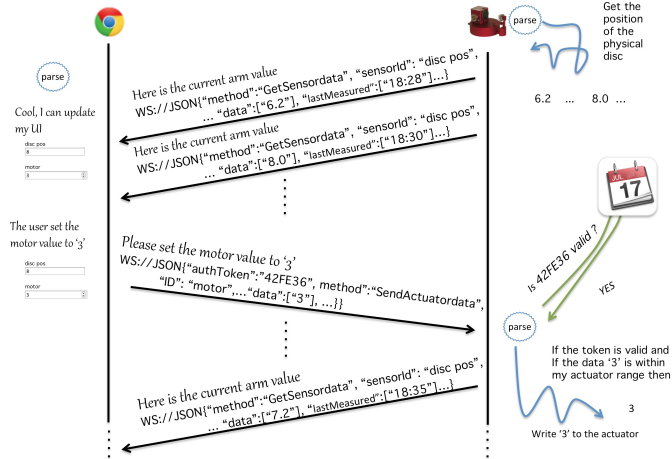 parse
Get the
position
of the
physical
disc
6.2 ... 8.0 ...
parse
Cool, I can update
my UI
disc pos
8
motor
3
Here is the current arm value
WS://JSON{“method”:“GetSensordata”, “sensorId”: “disc pos”,
... “data”:[“6.2”], “lastMeasured”:[“18:28”]...}
Here is the current arm value
WS://JSON{“method”:“GetSensordata”, “sensorId”: “disc pos”,
... “data”:[“8.0”], “lastMeasured”:[“18:30”]...}
JUL
17
Is 42FE36 valid ?
YES
The user set the
motor value to ‘3’
disc pos
8
motor
3
Please set the motor value to ‘3’
WS://JSON{“authToken”:”42FE36”, method”:“SendActuatordata”,
“ID”: “motor”,...“data”:[“3”], ...}}
parse
If the token is valid and
If the data ‘3’ is within
my actuator range then
3
Write ‘3’ to the actuator
Here is the current arm value
WS://JSON{“method”:“GetSensordata”, “sensorId”: “disc pos”,
... “data”:[“7.2”], “lastMeasured”:[“18:35”]...}